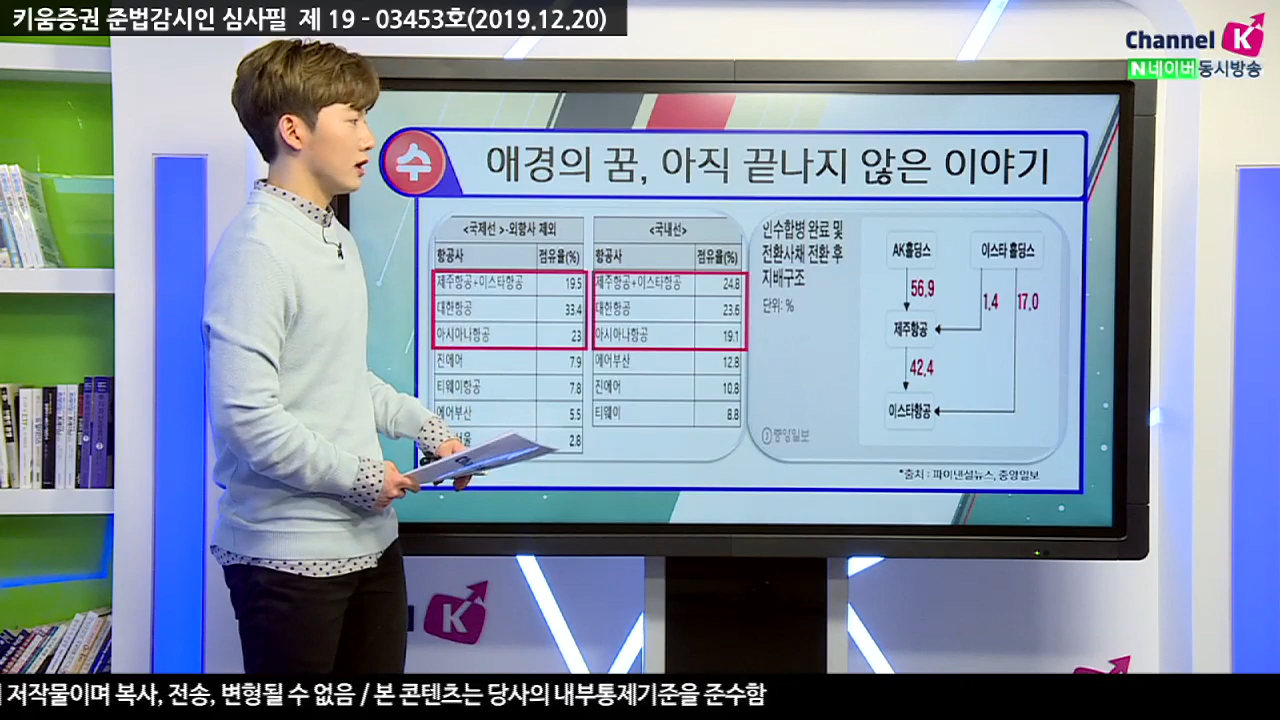 키움증권 준법감시인 심사필 제 19 - 03453호(2019.12.20)
Channel K
N 네이버 동시방송
수 애경의 꿈, 아직 끝나지 않은 이야기
<국제선 >-외항사 제외
항공사 점유율(%)
제주항공+이스타항공 19.5
대한항공 33.4
아시아나항공 23
진에어 7.9
티웨이항공 7.8
에어부산 5.5
울 2.8
<국내선>
항공사 점유율(%)
제주항공+이스타항공 24.8
대한항공 23.6
아시아나항공 19.1
에어부산 12.8
진에어 10.8
티웨이 8.8
인수합병 완료 및
전환사채 전환 후
지배구조
단위: %
AK홀딩스 이스타 홀딩스
56.9 1.4 17.0
제주항공
42.4
이스타항공
중앙일보
*출처 : 파이낸셜뉴스, 중앙일보
K
저작물이며 복사, 전송, 변형될 수 없음 / 본 콘텐츠는 당사의 내부통제기준을 준수함